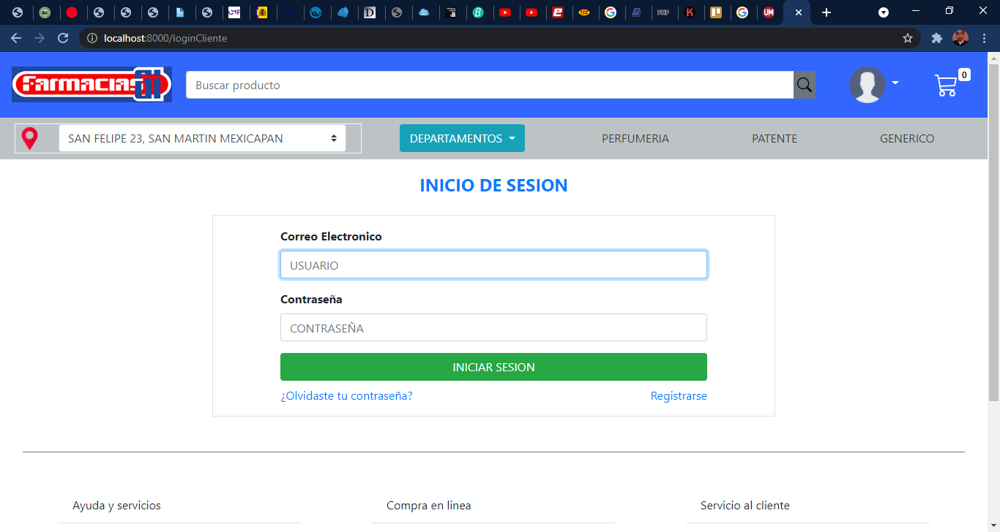 localhost:8000/loginCliente
Farmacias GI
Buscar producto
0
SAN FELIPE 23, SAN MARTIN MEXICAPAN
DEPARTAMENTOS
PERFUMERIA
PATENTE
GENERICO
INICIO DE SESION
Correo Electronico
USUARIO
Contraseña
CONTRASEÑA
INICIAR SESION
¿Olvidaste tu contraseña?
Registrarse
Ayuda y servicios
Compra en linea
Servicio al cliente